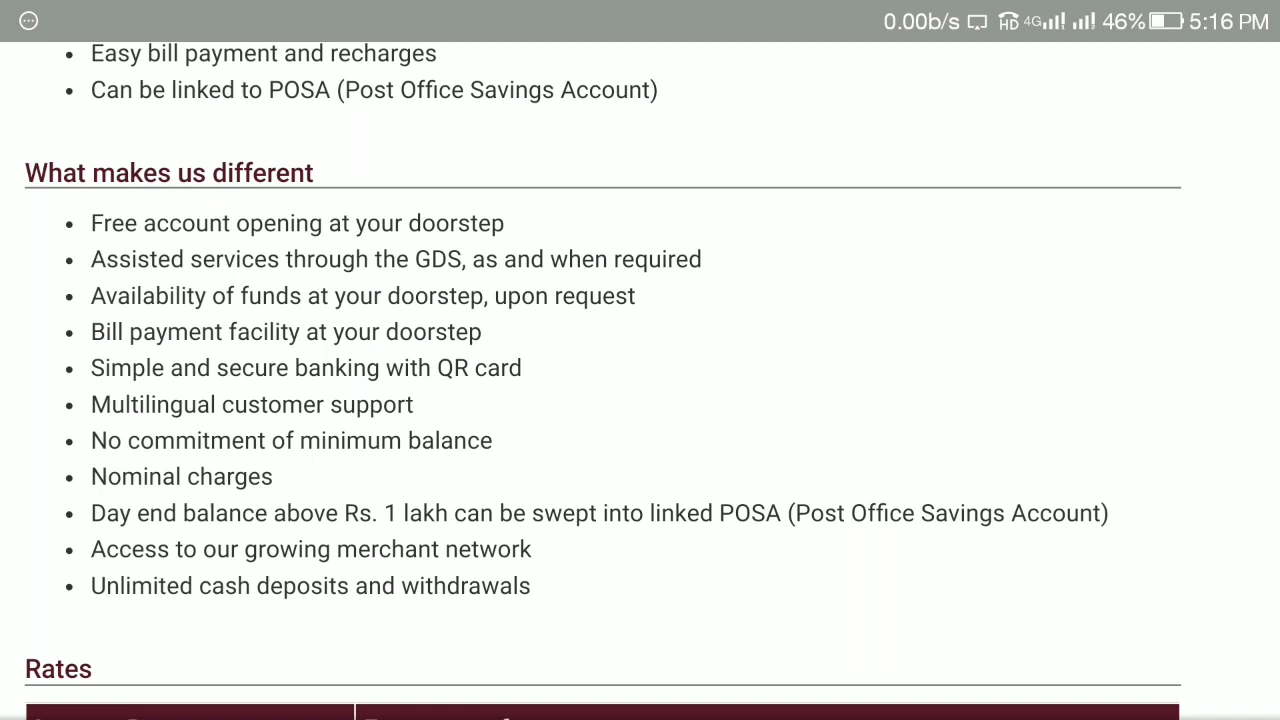 0.00b/s HD 4G 46% 5:16 PM
Easy bill payment and recharges
Can be linked to POSA (Post Office Savings Account)
What makes us different
Free account opening at your doorstep
Assisted services through the GDS, as and when required
Availability of funds at your doorstep, upon request
Bill payment facility at your doorstep
Simple and secure banking with QR card
Multilingual customer support
No commitment of minimum balance
Nominal charges
Day end balance above Rs. 1 lakh can be swept into linked POSA (Post Office Savings Account)
Access to our growing merchant network
Unlimited cash deposits and withdrawals
Rates